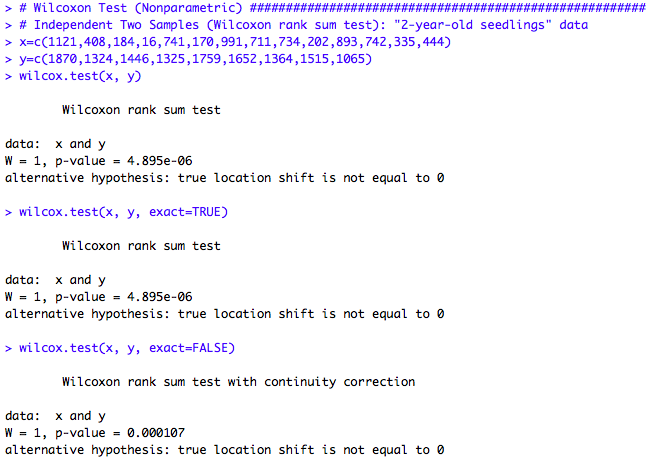 > # Wilcoxon Test (Nonparametric) #######################################################
> # Independent Two Samples (Wilcoxon rank sum test): "2-year-old seedlings" data
> x=c(1121,408,184,16,741,170,991,711,734,202,893,742,335,444)
> y=c(1870,1324,1446,1325,1759,1652,1364,1515,1065)
> wilcox.test(x, y)
Wilcoxon rank sum test
data:  x and y
W = 1, p-value = 4.895e-06
alternative hypothesis: true location shift is not equal to 0
> wilcox.test(x, y, exact=TRUE)
Wilcoxon rank sum test
data:  x and y
W = 1, p-value = 4.895e-06
alternative hypothesis: true location shift is not equal to 0
> wilcox.test(x, y, exact=FALSE)
Wilcoxon rank sum test with continuity correction
data:  x and y
W = 1, p-value = 0.000107
alternative hypothesis: true location shift is not equal to 0